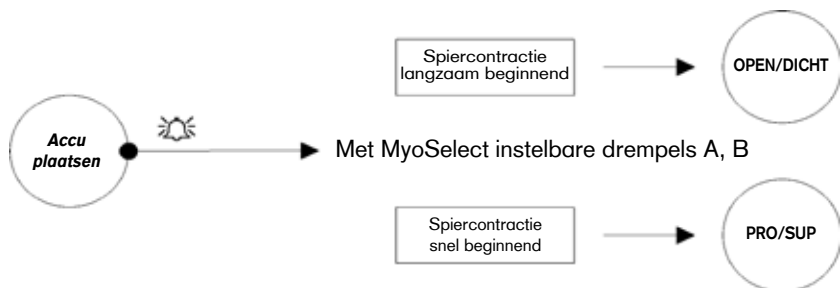 Spiercontractie
langzaam beginnend
OPEN/DICHT
Accu
plaatsen
Met MyoSelect instelbare drempels A, B
Spiercontractie
snel beginnend
PRO/SUP